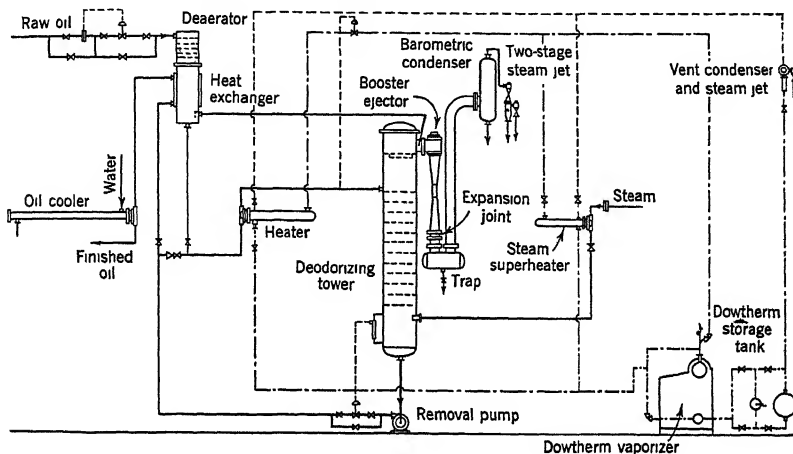 Raw oil
Deaerator
Heat
exchanger
Water
Oil cooler
Finished
oil
Heater
Deodorizing
tower
Booster
ejector
Barometric
condenser
Two-stage
steam jet
Expansion
joint
Trap
Steam
Steam
superheater
Vent condenser
and steam jet
Dowtherm
storage
tank
Removal pump
Dowtherm vaporizer